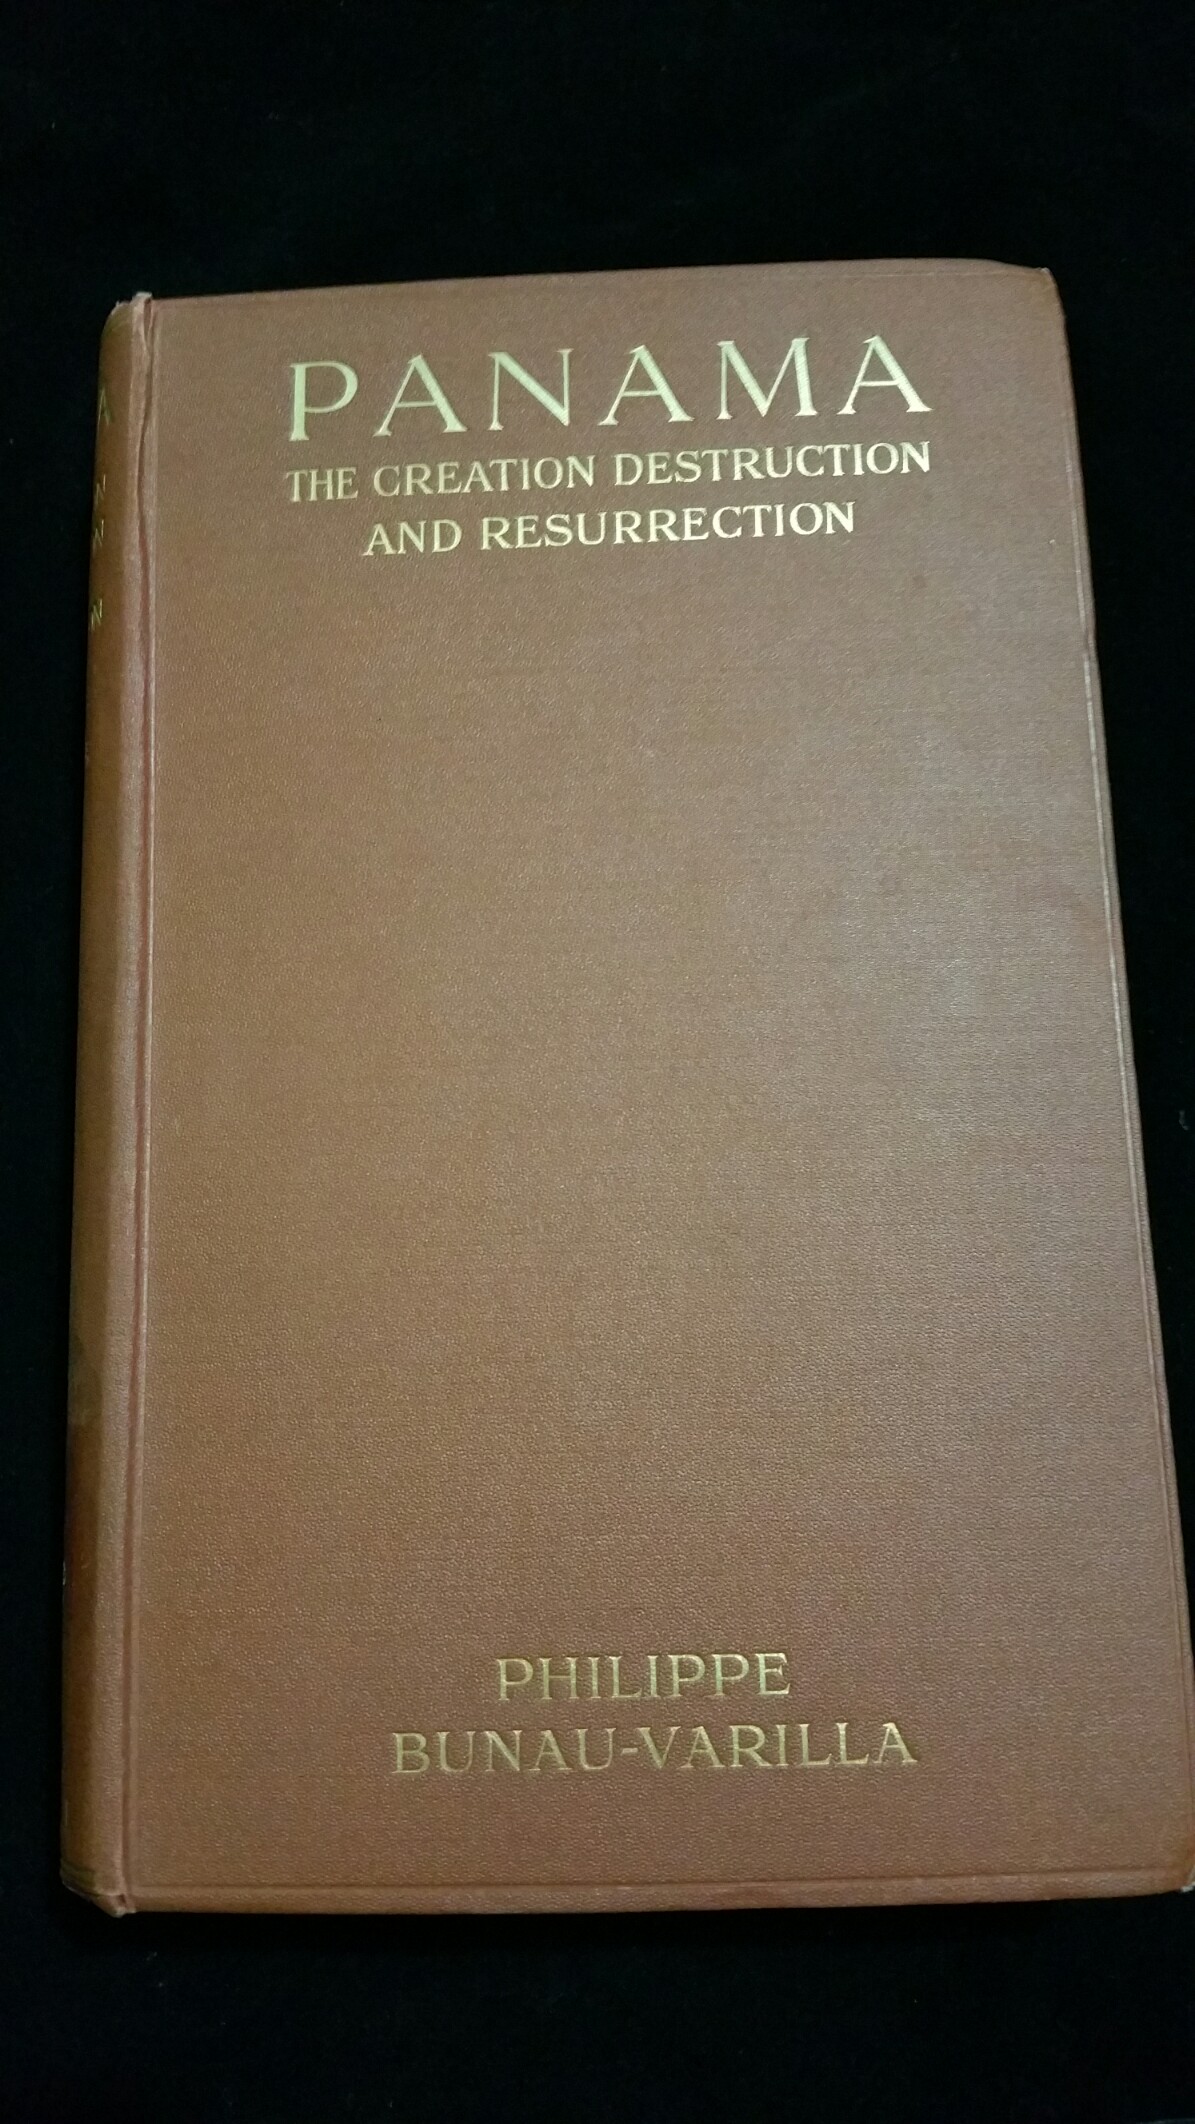 PANAMA
THE CREATION DESTRUCTION
AND RESURRECTION
PHILIPPE
BUNAU-VARILLA